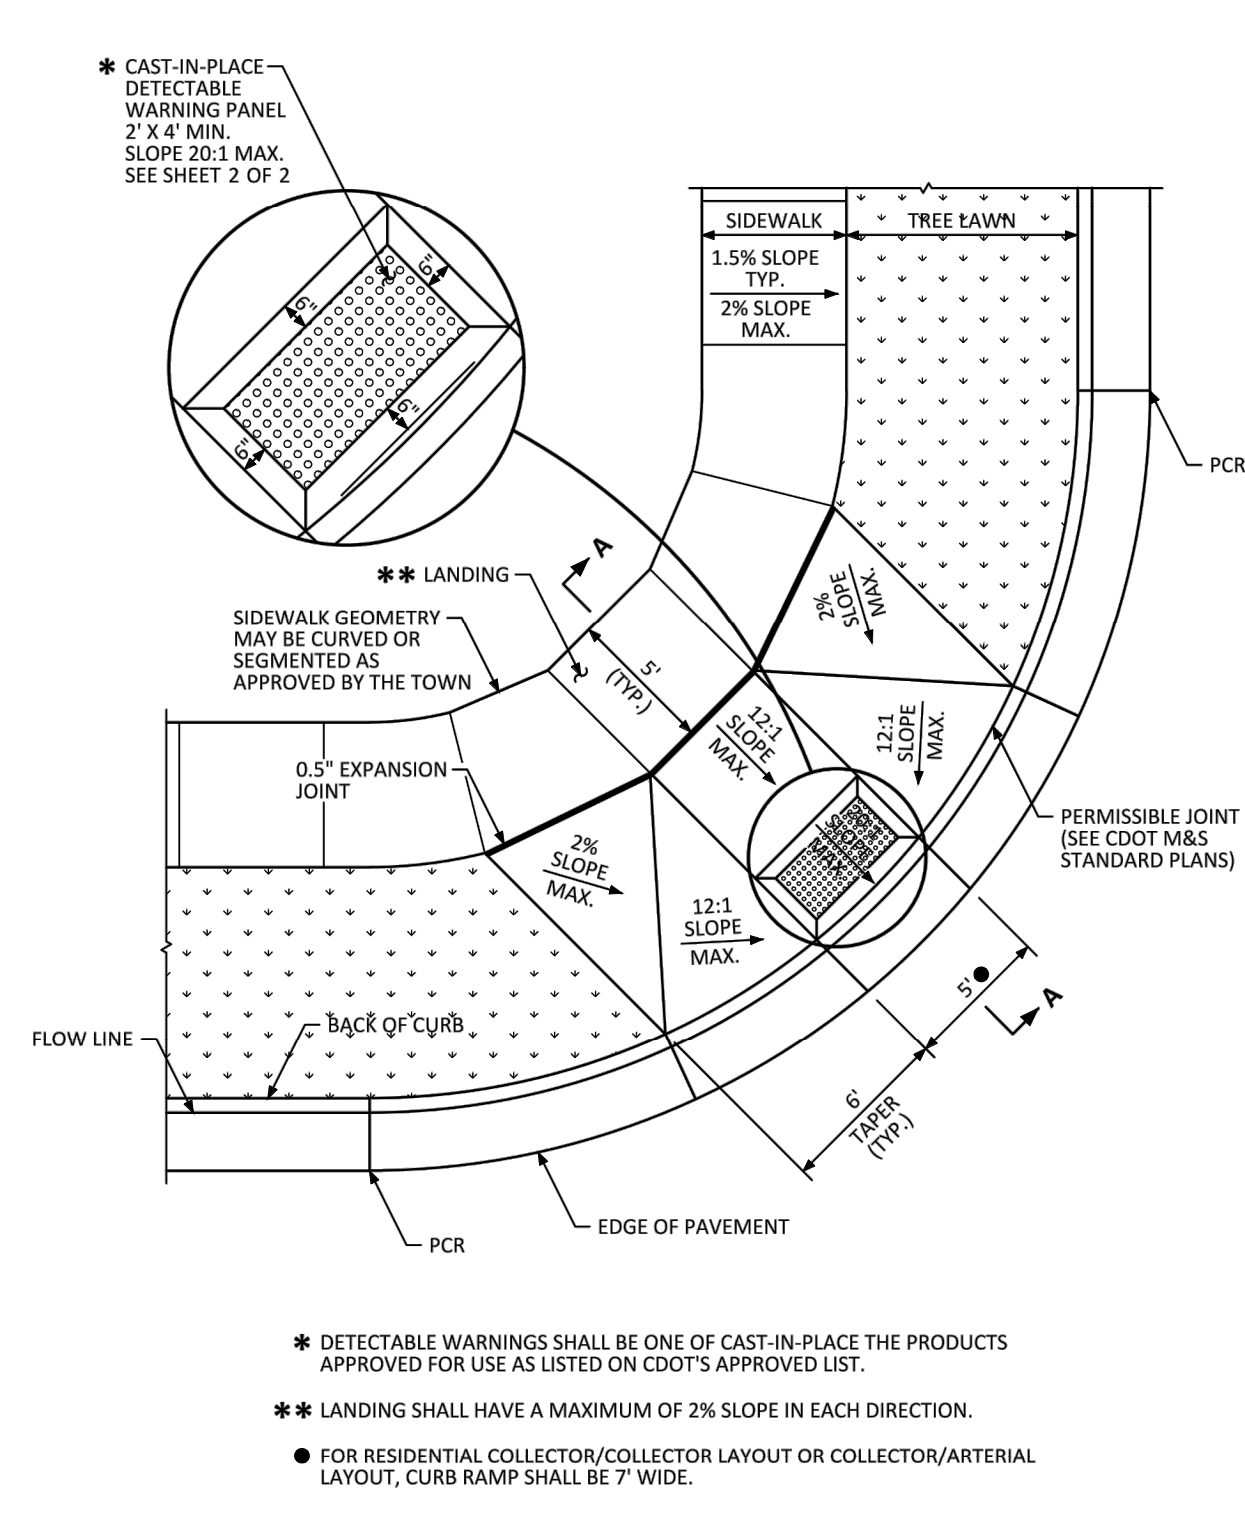 * CAST-IN-PLACE
DETECTABLE
WARNING PANEL
2' X 4' MIN.
SLOPE 20:1 MAX.
SEE SHEET 2 OF 2
6"
6"
6"
6"
SIDEWALK
TREE LAWN
1.5% SLOPE
TYP.
2% SLOPE
MAX.
PCR
A
** LANDING
SIDEWALK GEOMETRY
MAY BE CURVED OR
SEGMENTED AS
APPROVED BY THE TOWN
5'
(TYP.)
2%
SLOPE
MAX.
12:1
SLOPE
MAX.
12:1
SLOPE
MAX.
0.5" EXPANSION
JOINT
PERMISSIBLE JOINT
(SEE CDOT M&S
STANDARD PLANS)
2%
SLOPE
MAX.
12:1
SLOPE
MAX.
SLOPE
5' ●
A
6'
TAPER
(TYP.)
FLOW LINE
BACK OF CURB
EDGE OF PAVEMENT
PCR
* DETECTABLE WARNINGS SHALL BE ONE OF CAST-IN-PLACE THE PRODUCTS
APPROVED FOR USE AS LISTED ON CDOT'S APPROVED LIST.
** LANDING SHALL HAVE A MAXIMUM OF 2% SLOPE IN EACH DIRECTION.
● FOR RESIDENTIAL COLLECTOR/COLLECTOR LAYOUT OR COLLECTOR/ARTERIAL
LAYOUT, CURB RAMP SHALL BE 7' WIDE.